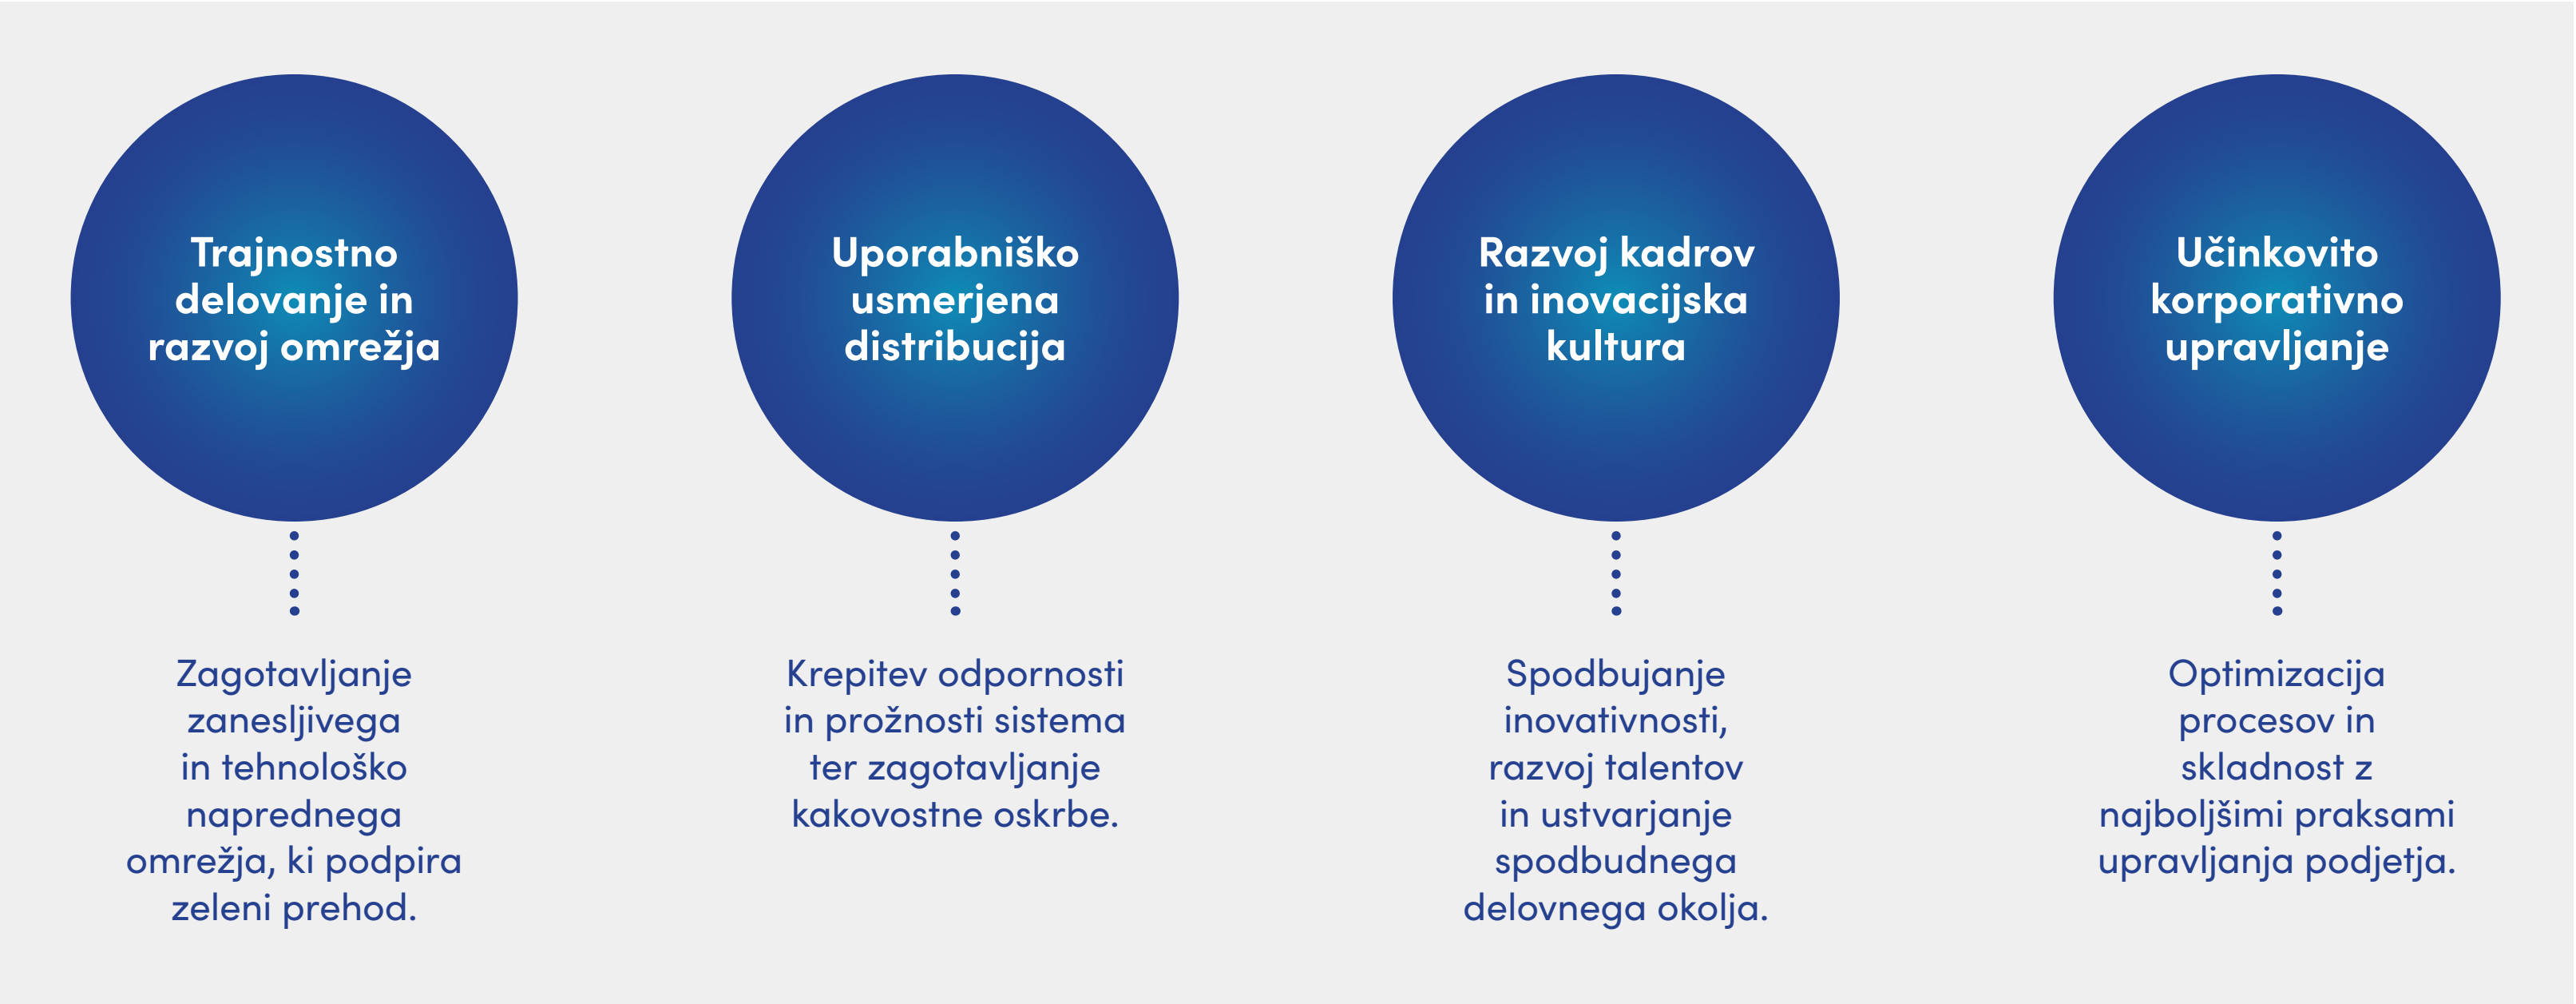 Trajnostno
delovanje in
razvoj omrežja
Zagotavljanje
zanesljivega
in tehnološko
naprednega
omrežja, ki podpira
zeleni prehod.
Uporabniško
usmerjena
distribucija
Krepitev odpornosti
in prožnosti sistema
ter zagotavljanje
kakovostne oskrbe.
Razvoj kadrov
in inovacijska
kultura
Spodbujanje
inovativnosti,
razvoj talentov
in ustvarjanje
spodbudnega
delovnega okolja.
Učinkovito
korporativno
upravljanje
Optimizacija
procesov in
skladnost z
najboljšimi praksami
upravljanja podjetja.